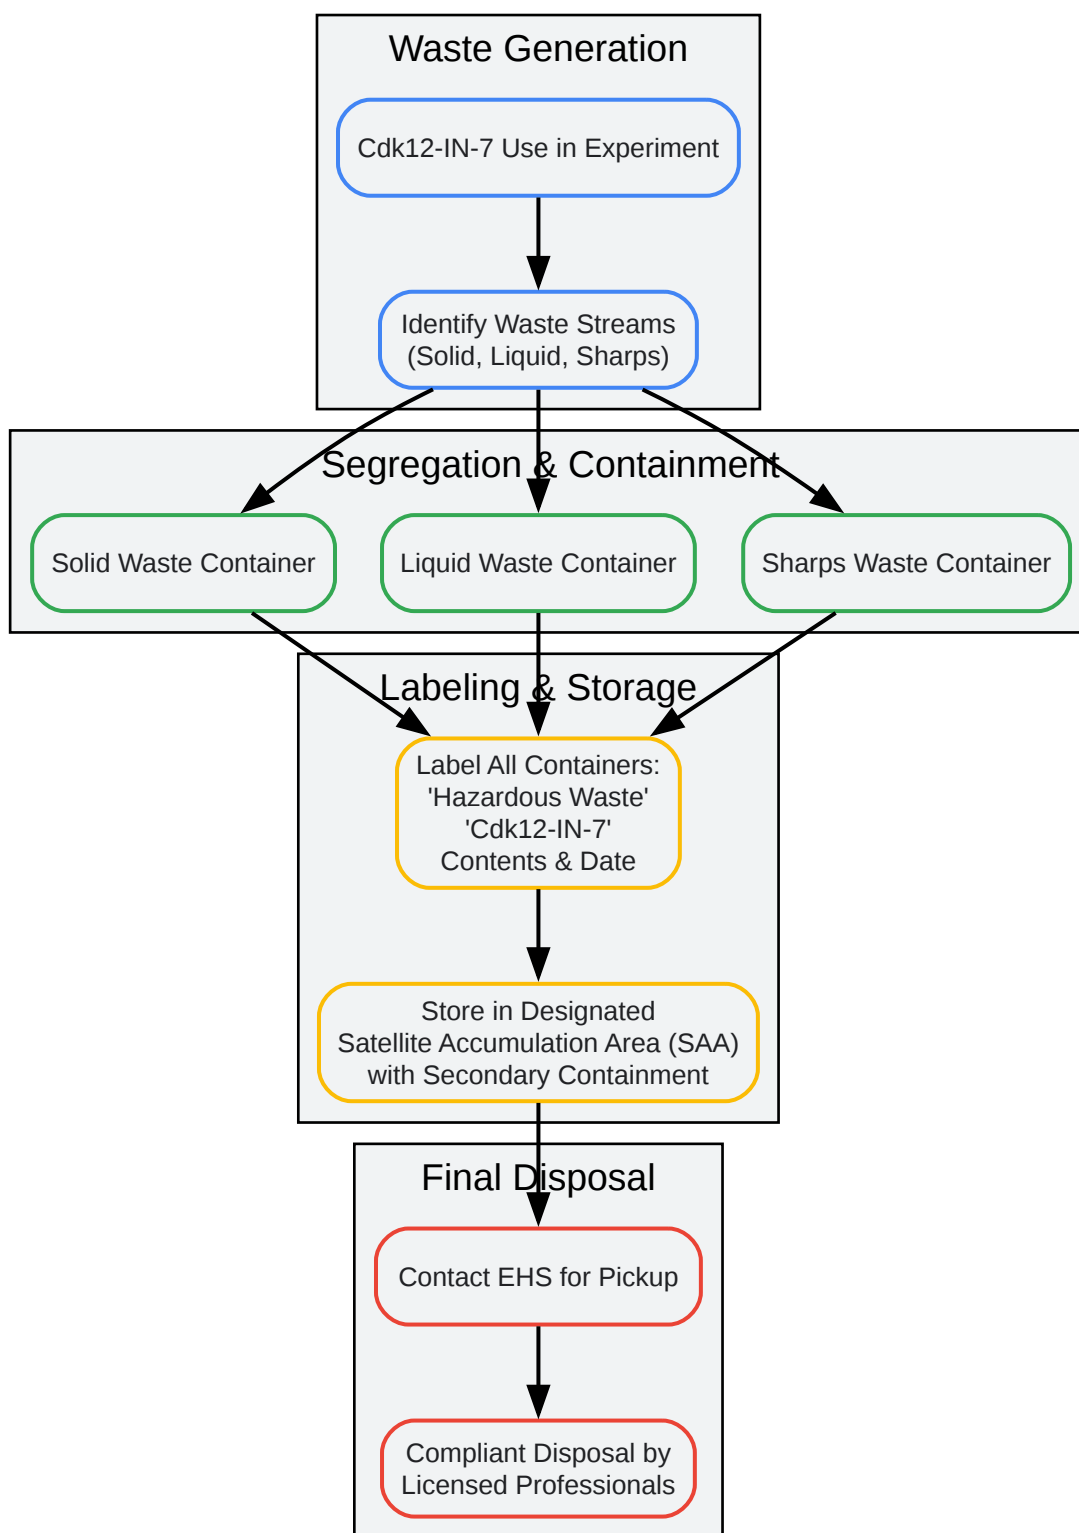 Waste Generation
Cdk12-IN-7 Use in Experiment
Identify Waste Streams
(Solid, Liquid, Sharps)
Segregation & Containment
Solid Waste Container
Liquid Waste Container
Sharps Waste Container
Labeling & Storage
Label All Containers:
'Hazardous Waste'
'Cdk12-IN-7'
Contents & Date
Store in Designated
Satellite Accumulation Area (SAA)
with Secondary Containment
Final Disposal
Contact EHS for Pickup
Compliant Disposal by
Licensed Professionals